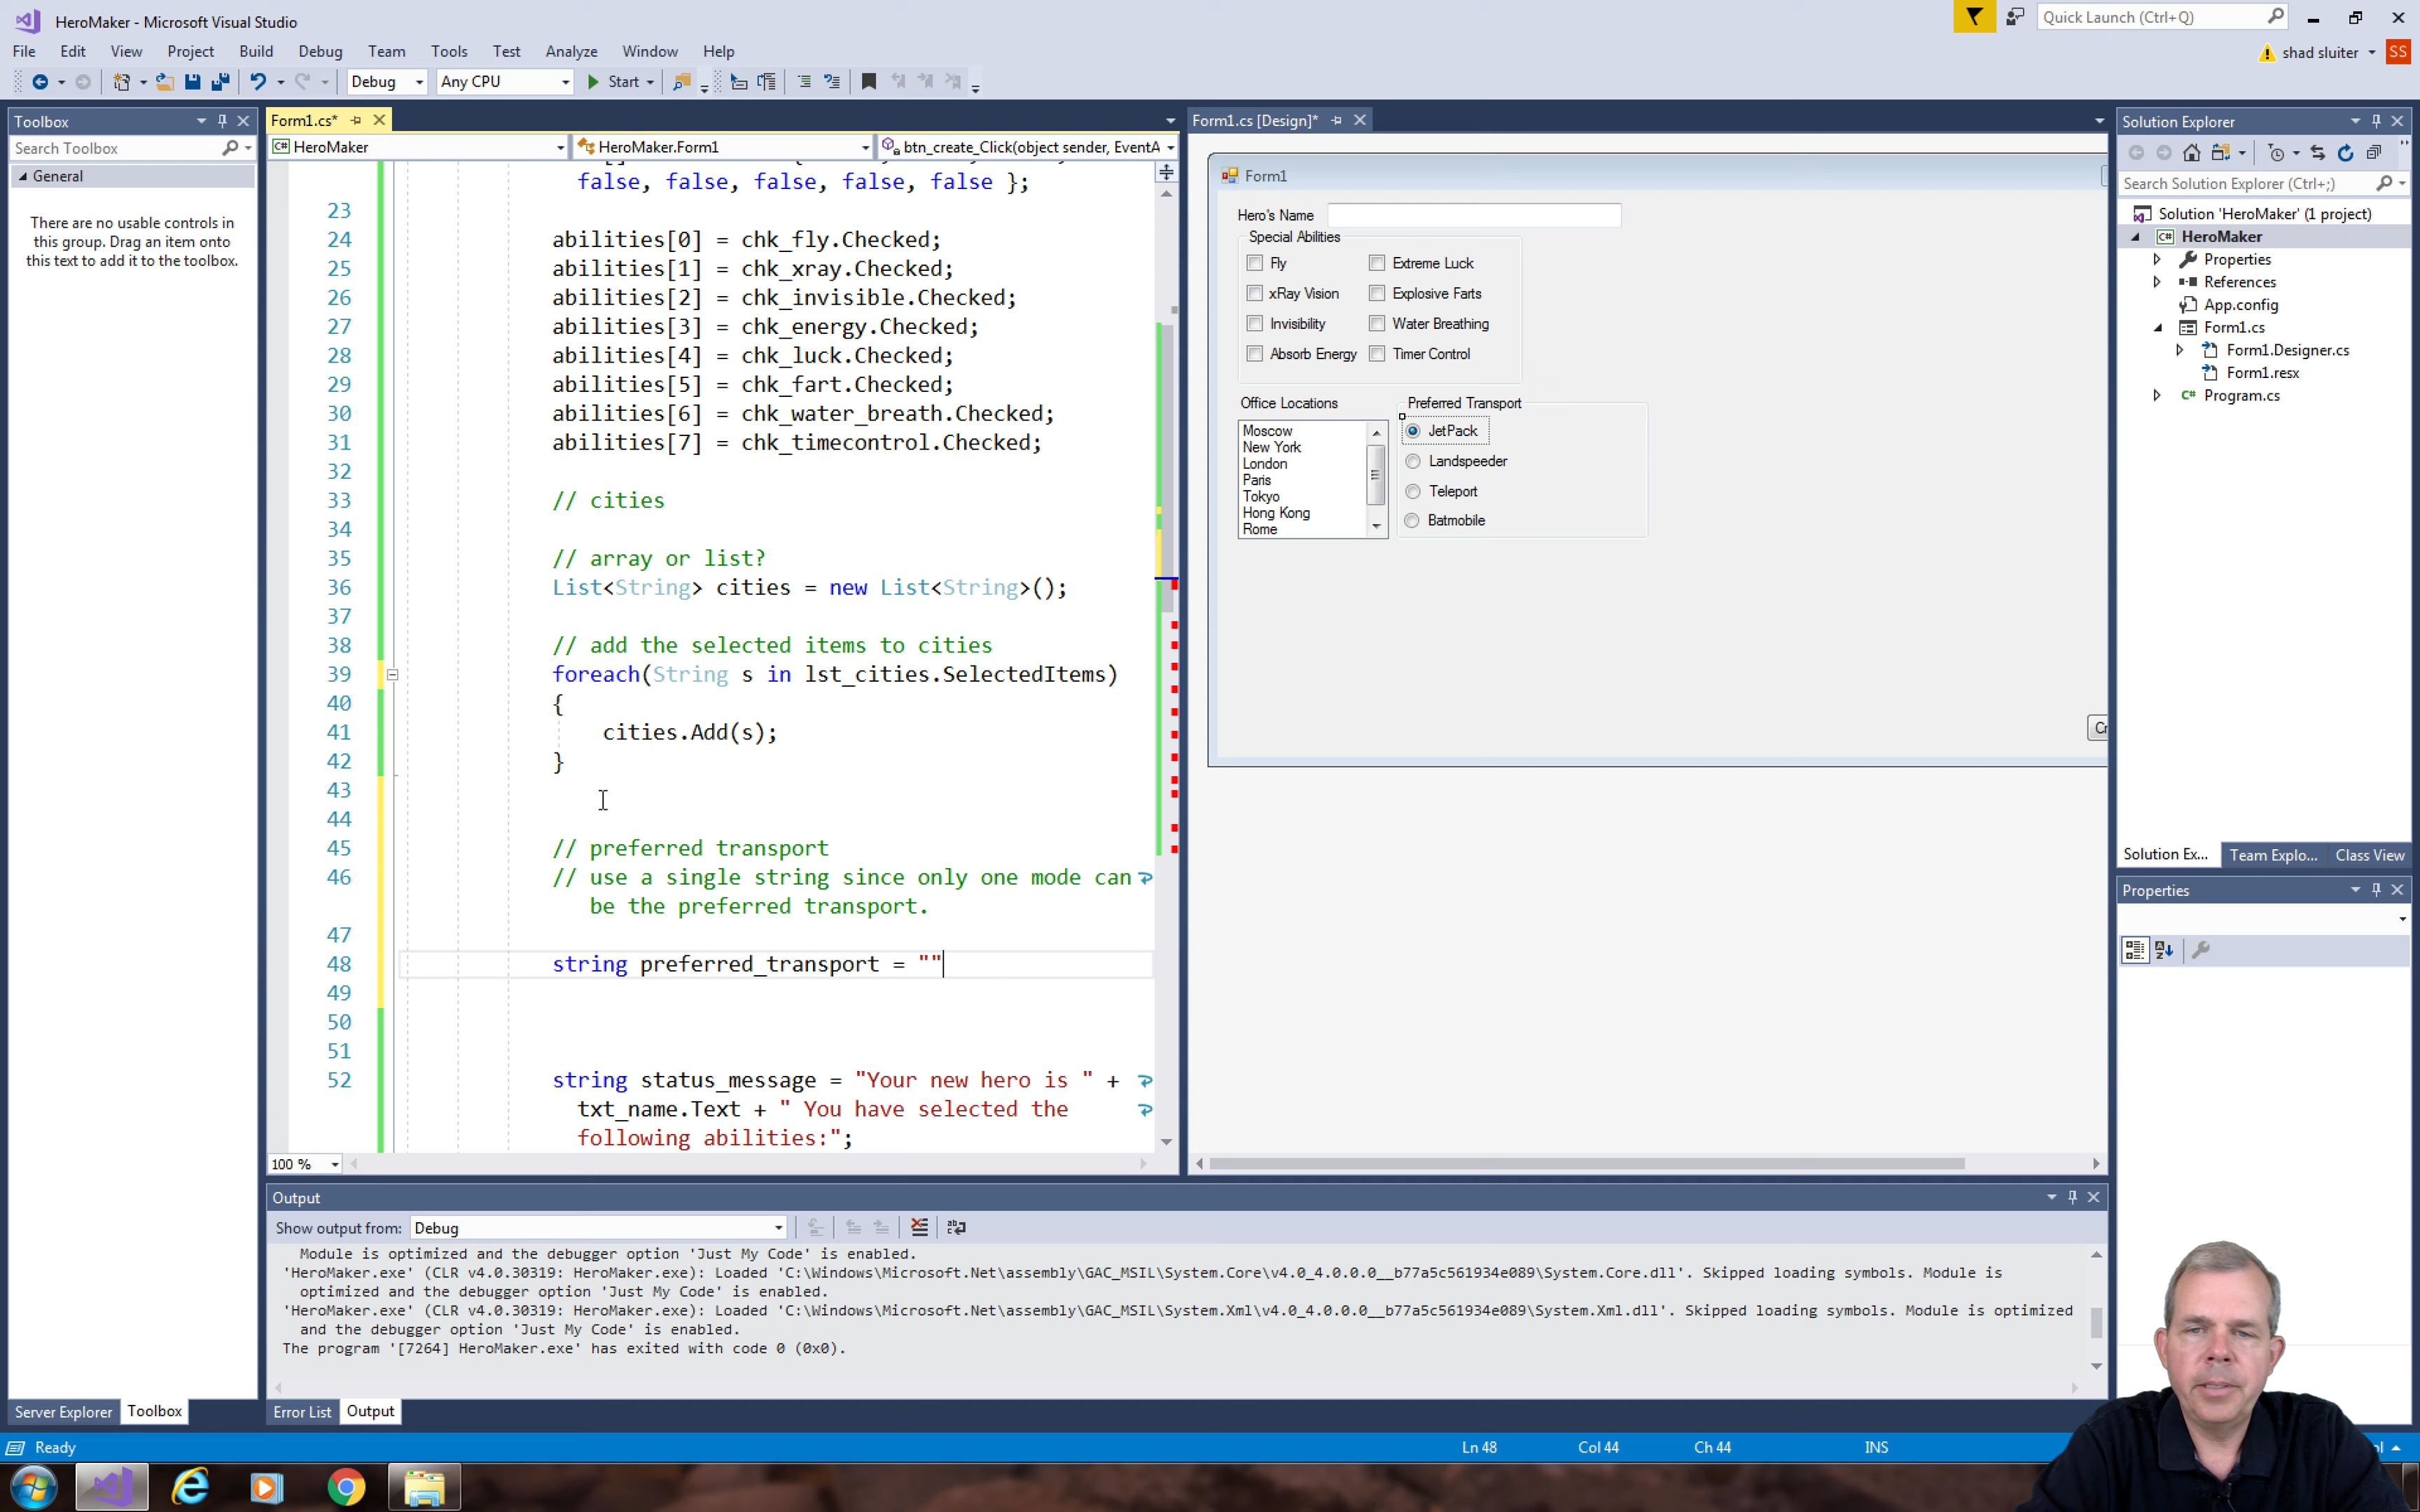 HeroMaker - Microsoft Visual Studio
Quick Launch (Ctrl+Q)
File Edit View Project Build Debug Team Tools Test Analyze Window Help
shad sluiter SS
Debug Any CPU Start
Toolbox
Search Toolbox
General
There are no usable controls in
this group. Drag an item onto
this text to add it to the toolbox.
Form1.cs*
HeroMaker HeroMaker.Form1 btn_create_Click(object sender, EventA
false, false, false, false, false };
23
24 abilities[0] = chk_fly.Checked;
25 abilities[1] = chk_xray.Checked;
26 abilities[2] = chk_invisible.Checked;
27 abilities[3] = chk_energy.Checked;
28 abilities[4] = chk_luck.Checked;
29 abilities[5] = chk_fart.Checked;
30 abilities[6] = chk_water_breath.Checked;
31 abilities[7] = chk_timecontrol.Checked;
32
33 // cities
34
35 // array or list?
36 List<String> cities = new List<String>();
37
38 // add the selected items to cities
39 foreach(String s in lst_cities.SelectedItems)
40 {
41 cities.Add(s);
42 }
43
44
45 // preferred transport
46 // use a single string since only one mode can
be the preferred transport.
47
48 string preferred_transport = ""
49
50
51
52 string status_message = "Your new hero is " +
txt_name.Text + " You have selected the
following abilities:";
100 %
Form1.cs [Design]*
Form1
Hero's Name
Special Abilities
Fly Extreme Luck
xRay Vision Explosive Farts
Invisibility Water Breathing
Absorb Energy Timer Control
Office Locations
Moscow
New York
London
Paris
Tokyo
Hong Kong
Rome
Preferred Transport
JetPack
Landspeeder
Teleport
Batmobile
Solution Explorer
Search Solution Explorer (Ctrl+;)
Solution 'HeroMaker' (1 project)
C# HeroMaker
Properties
References
App.config
Form1.cs
Form1.Designer.cs
Form1.resx
C# Program.cs
Solution Ex... Team Explo... Class View
Properties
Output
Show output from: Debug
Module is optimized and the debugger option 'Just My Code' is enabled.
'HeroMaker.exe' (CLR v4.0.30319: HeroMaker.exe): Loaded 'C:\Windows\Microsoft.Net\assembly\GAC_MSIL\System.Core\v4.0_4.0.0.0__b77a5c561934e089\System.Core.dll'. Skipped loading symbols. Module is
optimized and the debugger option 'Just My Code' is enabled.
'HeroMaker.exe' (CLR v4.0.30319: HeroMaker.exe): Loaded 'C:\Windows\Microsoft.Net\assembly\GAC_MSIL\System.Xml\v4.0_4.0.0.0__b77a5c561934e089\System.Xml.dll'. Skipped loading symbols. Module is optimized
and the debugger option 'Just My Code' is enabled.
The program '[7264] HeroMaker.exe' has exited with code 0 (0x0).
Server Explorer Toolbox Error List Output
Ready Ln 48 Col 44 Ch 44 INS